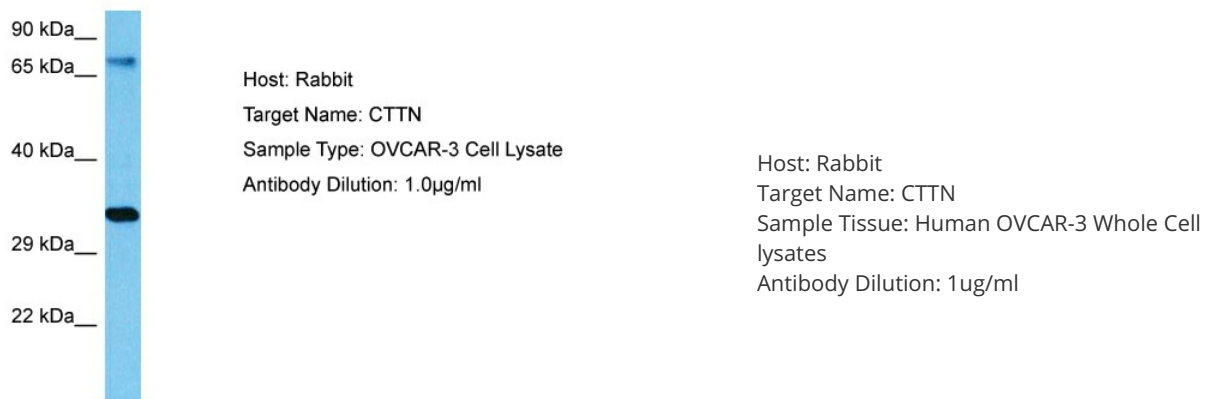 90 kDa__
65 kDa__
40 kDa__
29 kDa__
22 kDa__
Host: Rabbit
Target Name: CTTN
Sample Type: OVCAR-3 Cell Lysate
Antibody Dilution: 1.0µg/ml
Host: Rabbit
Target Name: CTTN
Sample Tissue: Human OVCAR-3 Whole Cell
lysates
Antibody Dilution: 1ug/ml